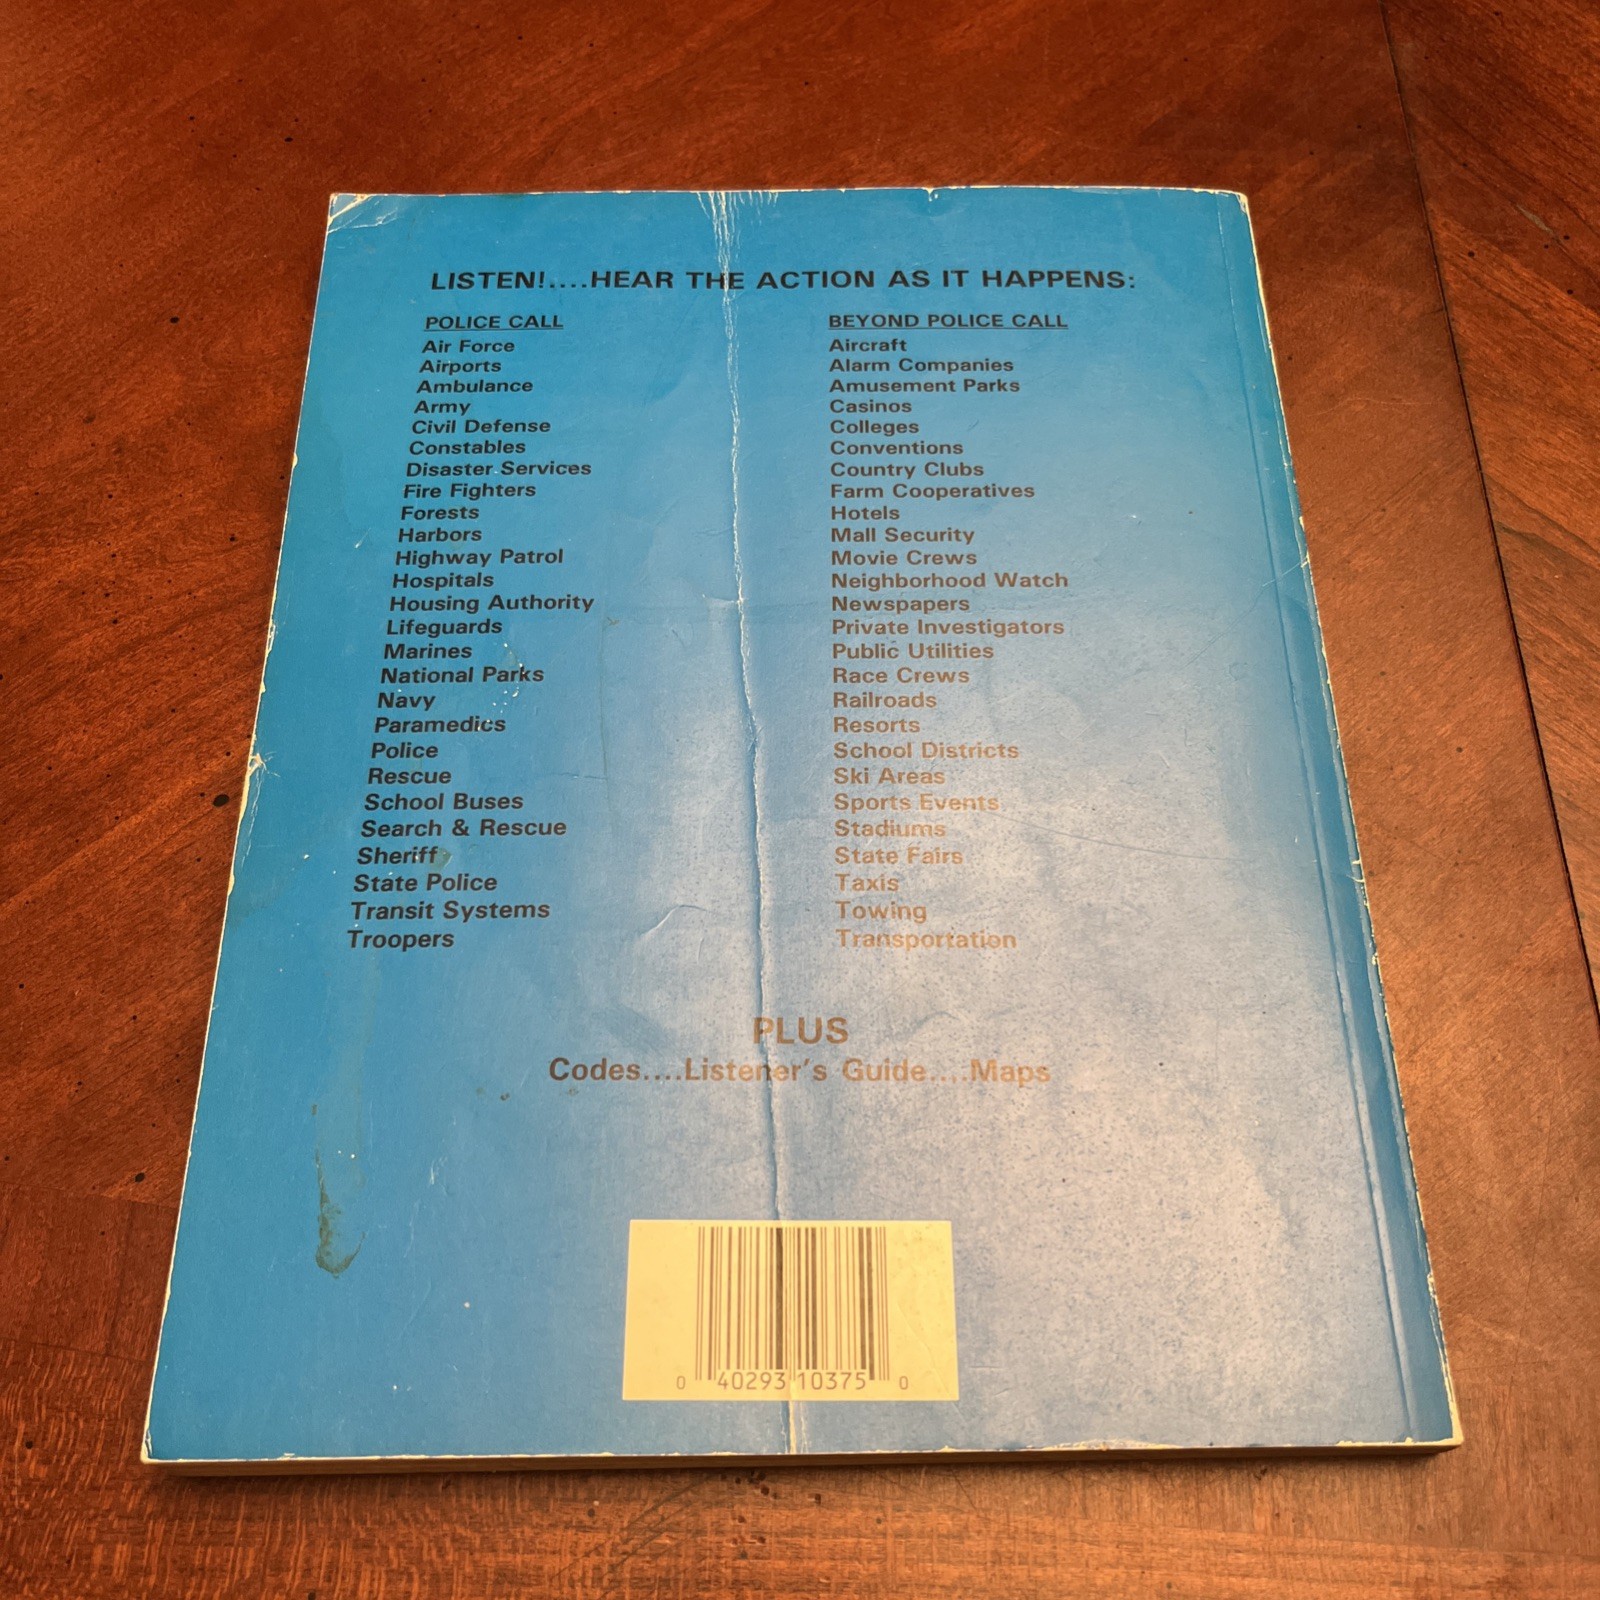 LISTEN!....HEAR THE ACTION AS IT HAPPENS:
POLICE CALL
Air Force
Airports
Ambulance
Army
Civil Defense
Constables
Disaster Services
Fire Fighters
Forests
Harbors
Highway Patrol
Hospitals
Housing Authority
Lifeguards
Marines
National Parks
Navy
Paramedics
Police
Rescue
School Buses
Search & Rescue
Sheriff
State Police
Transit Systems
Troopers
BEYOND POLICE CALL
Aircraft
Alarm Companies
Amusement Parks
Casinos
Colleges
Conventions
Country Clubs
Farm Cooperatives
Hotels
Mall Security
Movie Crews
Neighborhood Watch
Newspapers
Private Investigators
Public Utilities
Race Crews
Railroads
Resorts
School Districts
Ski Areas
Sports Events
Stadiums
State Fairs
Taxis
Towing
Transportation
PLUS
Codes....Listener's Guide....Maps
0 40293 10375 0